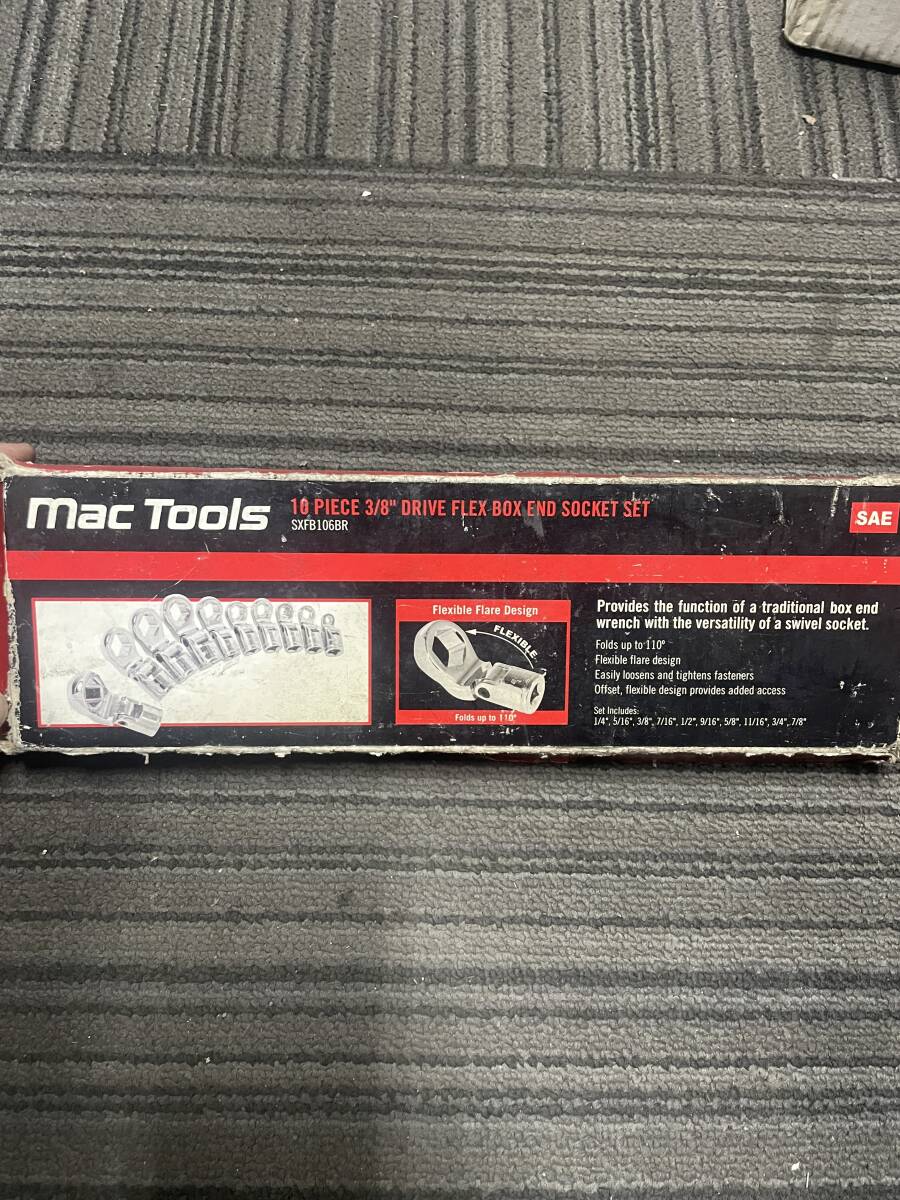 Mac Tools
10 PIECE 3/8" DRIVE FLEX BOX END SOCKET SET
SXFB106BR
SAE
Flexible Flare Design
FLEXIBLE
Folds up to 110°
Provides the function of a traditional box end
wrench with the versatility of a swivel socket.
Folds up to 110°
Flexible flare design
Easily loosens and tightens fasteners
Offset, flexible design provides added access
Set Includes:
1/4", 5/16", 3/8", 7/16", 1/2", 9/16", 5/8", 11/16", 3/4", 7/8"